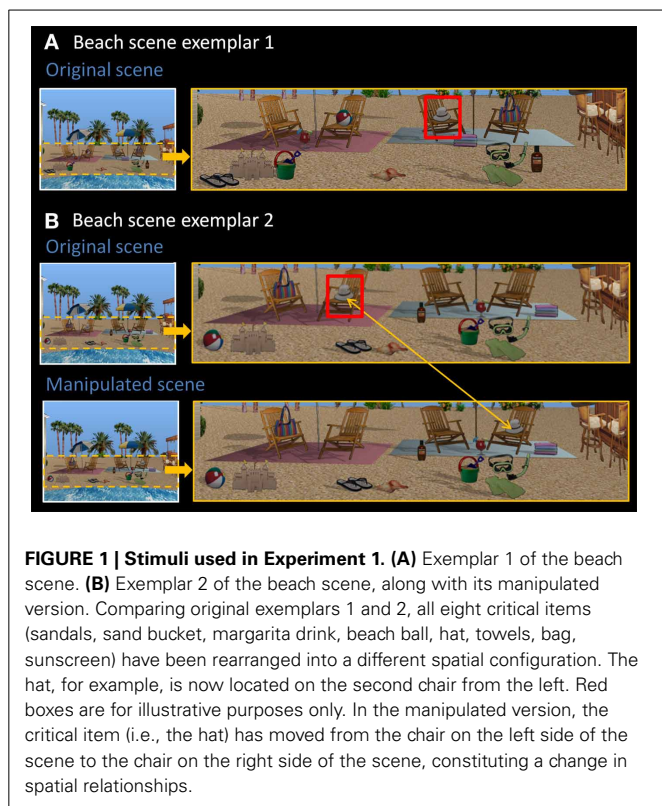 A Beach scene exemplar 1
Original scene
B Beach scene exemplar 2
Original scene
Manipulated scene
FIGURE 1 | Stimuli used in Experiment 1. (A) Exemplar 1 of the beach
scene. (B) Exemplar 2 of the beach scene, along with its manipulated
version. Comparing original exemplars 1 and 2, all eight critical items
(sandals, sand bucket, margarita drink, beach ball, hat, towels, bag,
sunscreen) have been rearranged into a different spatial configuration. The
hat, for example, is now located on the second chair from the left. Red
boxes are for illustrative purposes only. In the manipulated version, the
critical item (i.e., the hat) has moved from the chair on the left side of the
scene to the chair on the right side of the scene, constituting a change in
spatial relationships.